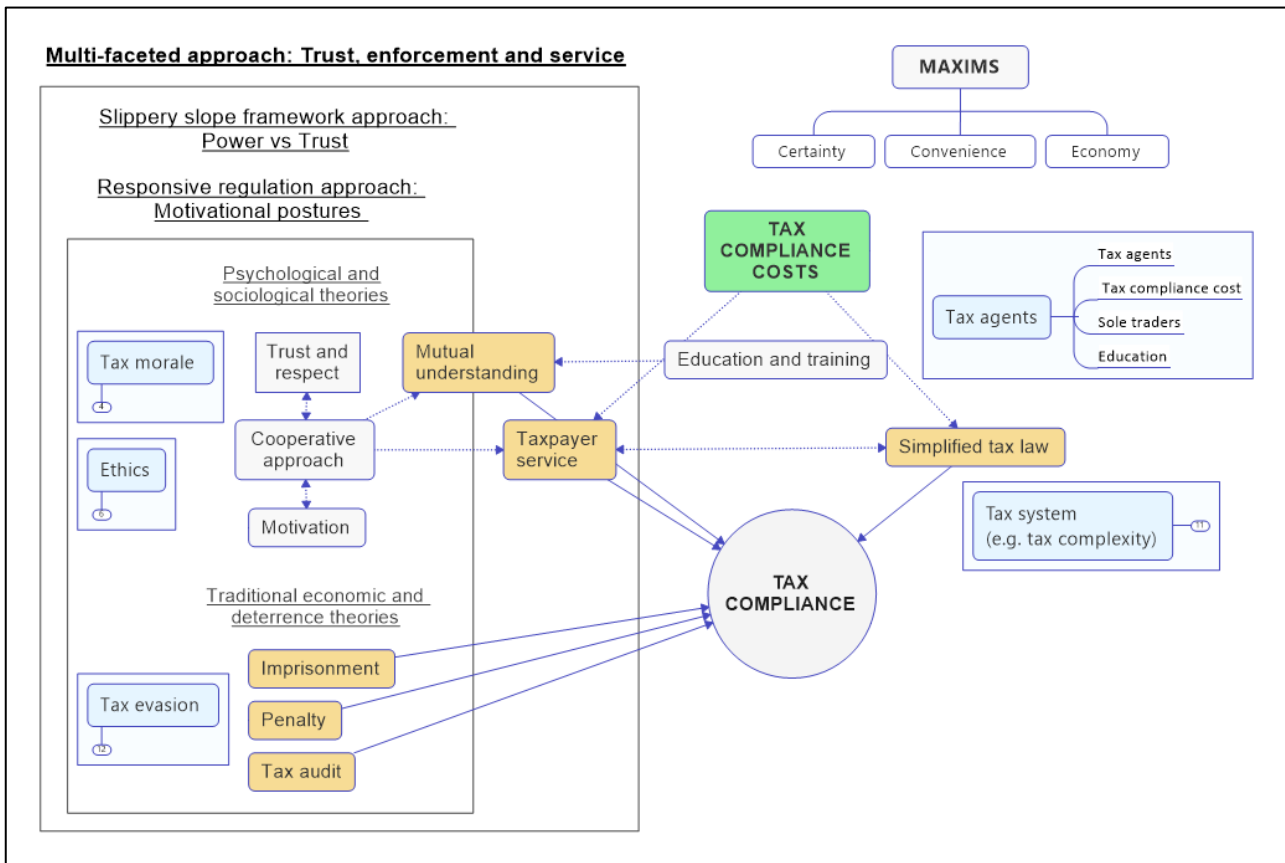 Multi-faceted approach: Trust, enforcement and service
MAXIMS
Certainty
Convenience
Economy
Slippery slope framework approach:
Power vs Trust
Responsive regulation approach:
Motivational postures
Psychological and
sociological theories
Tax morale
4
Trust and
respect
Mutual
understanding
Ethics
6
Cooperative
approach
Motivation
Taxpayer
service
TAX
COMPLIANCE
COSTS
Education and training
Simplified tax law
Tax agents
Tax agents
Tax compliance cost
Sole traders
Education
Tax system
(e.g. tax complexity)
11
TAX
COMPLIANCE
Traditional economic and
deterrence theories
Imprisonment
Penalty
Tax audit
Tax evasion
12